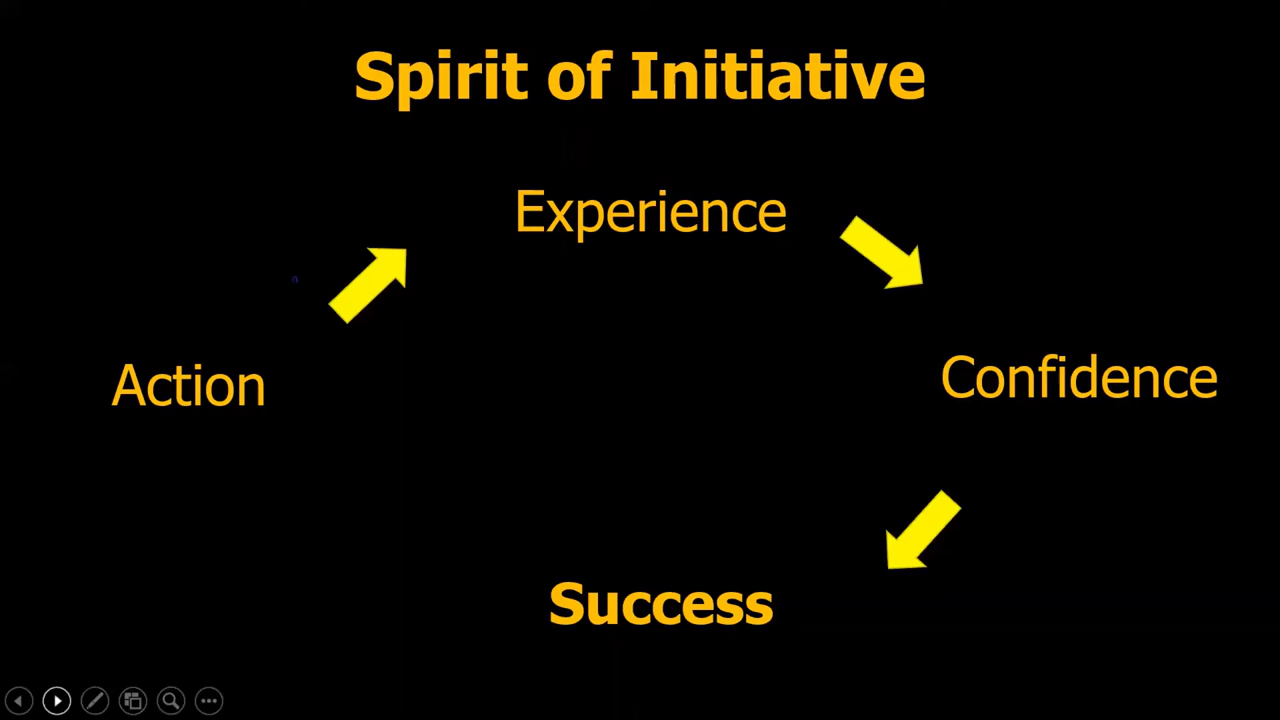 Spirit of Initiative
Experience
Action
Confidence
Success